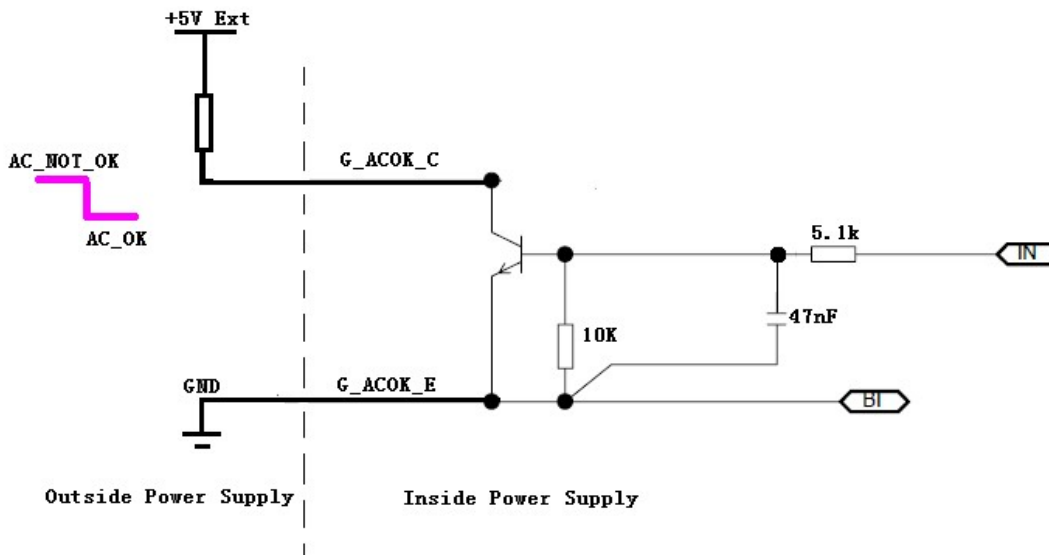 +5V Ext
AC_NOT_OK
G_ACOK_C
AC_OK
5.1k
IN
47nF
10K
GND
G_ACOK_E
BI
Outside Power Supply
Inside Power Supply